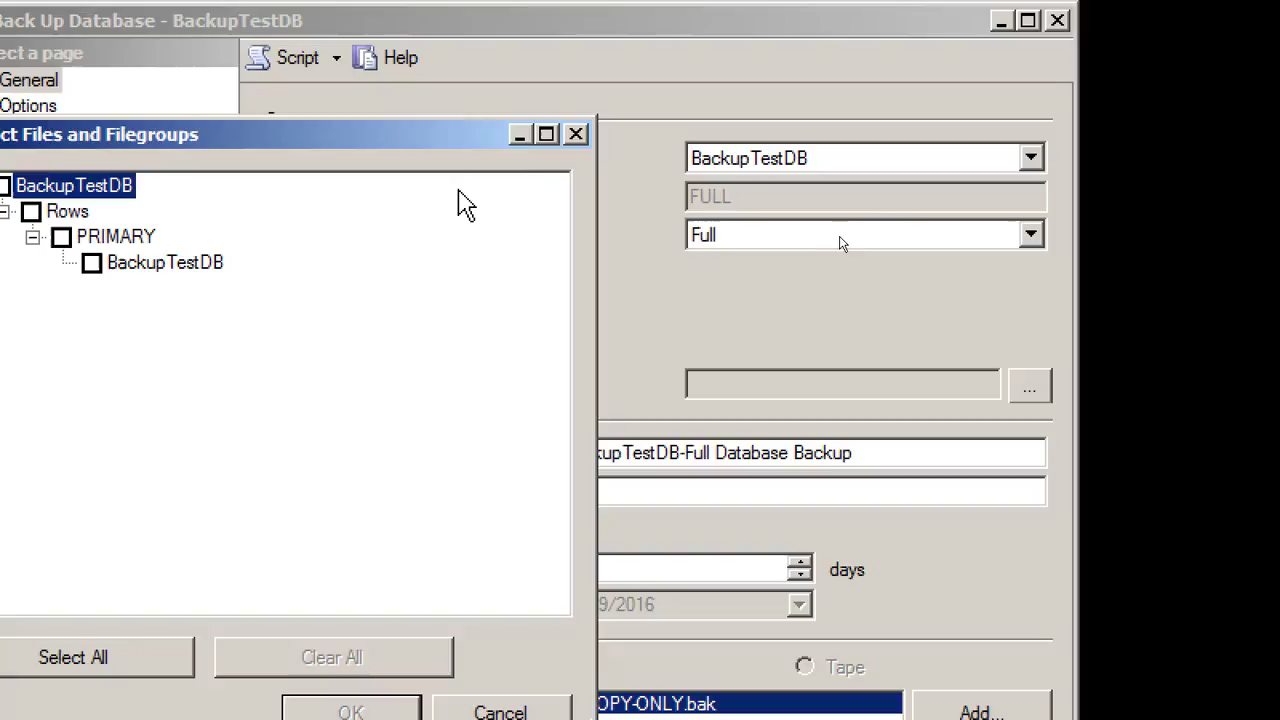 Back Up Database - BackupTestDB
ect a page
General
Options
Script
Help
ct Files and Filegroups
BackupTestDB
Rows
PRIMARY
BackupTestDB
BackupTestDB
FULL
Full
...
kupTestDB-Full Database Backup
days
9/2016
Tape
OPY-ONLY.bak
Select All
Clear All
OK
Cancel
Add...